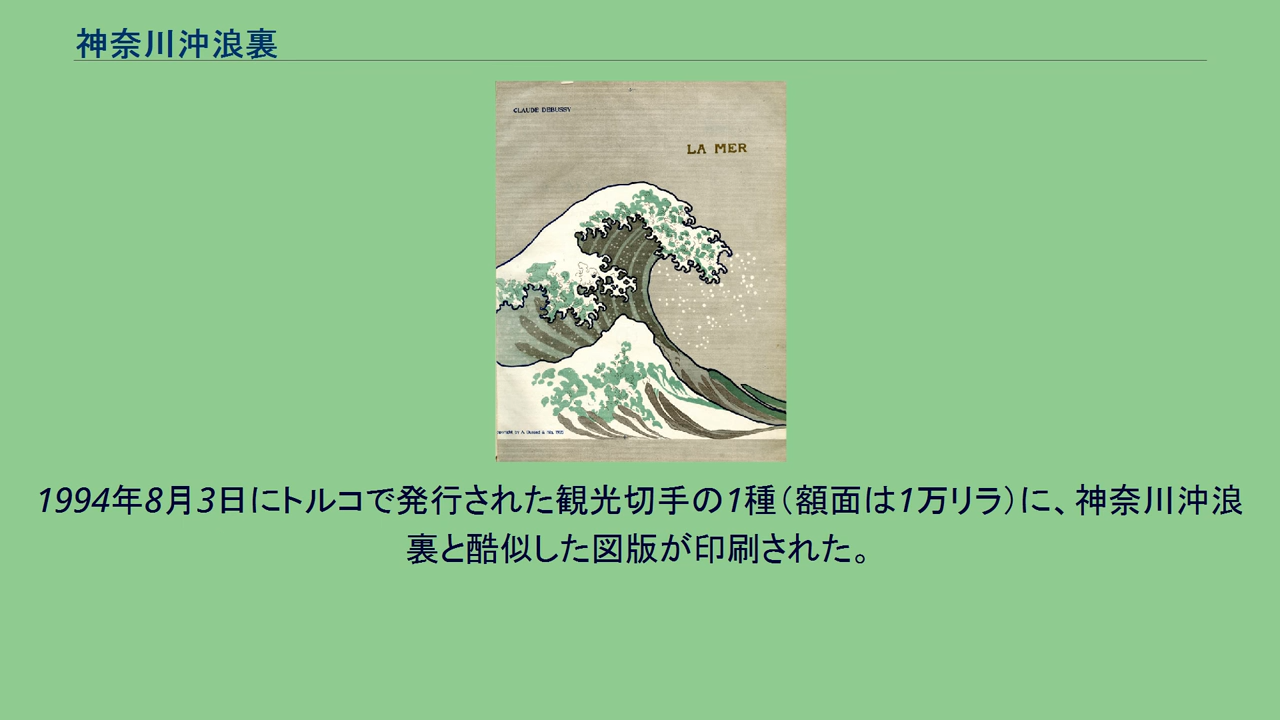 神奈川沖浪裏
CLAUDE DEBUSSY
LA MER
1994年8月3日にトルコで発行された観光切手の1種（額面は1万リラ）に、神奈川沖浪
裏と酷似した図版が印刷された。